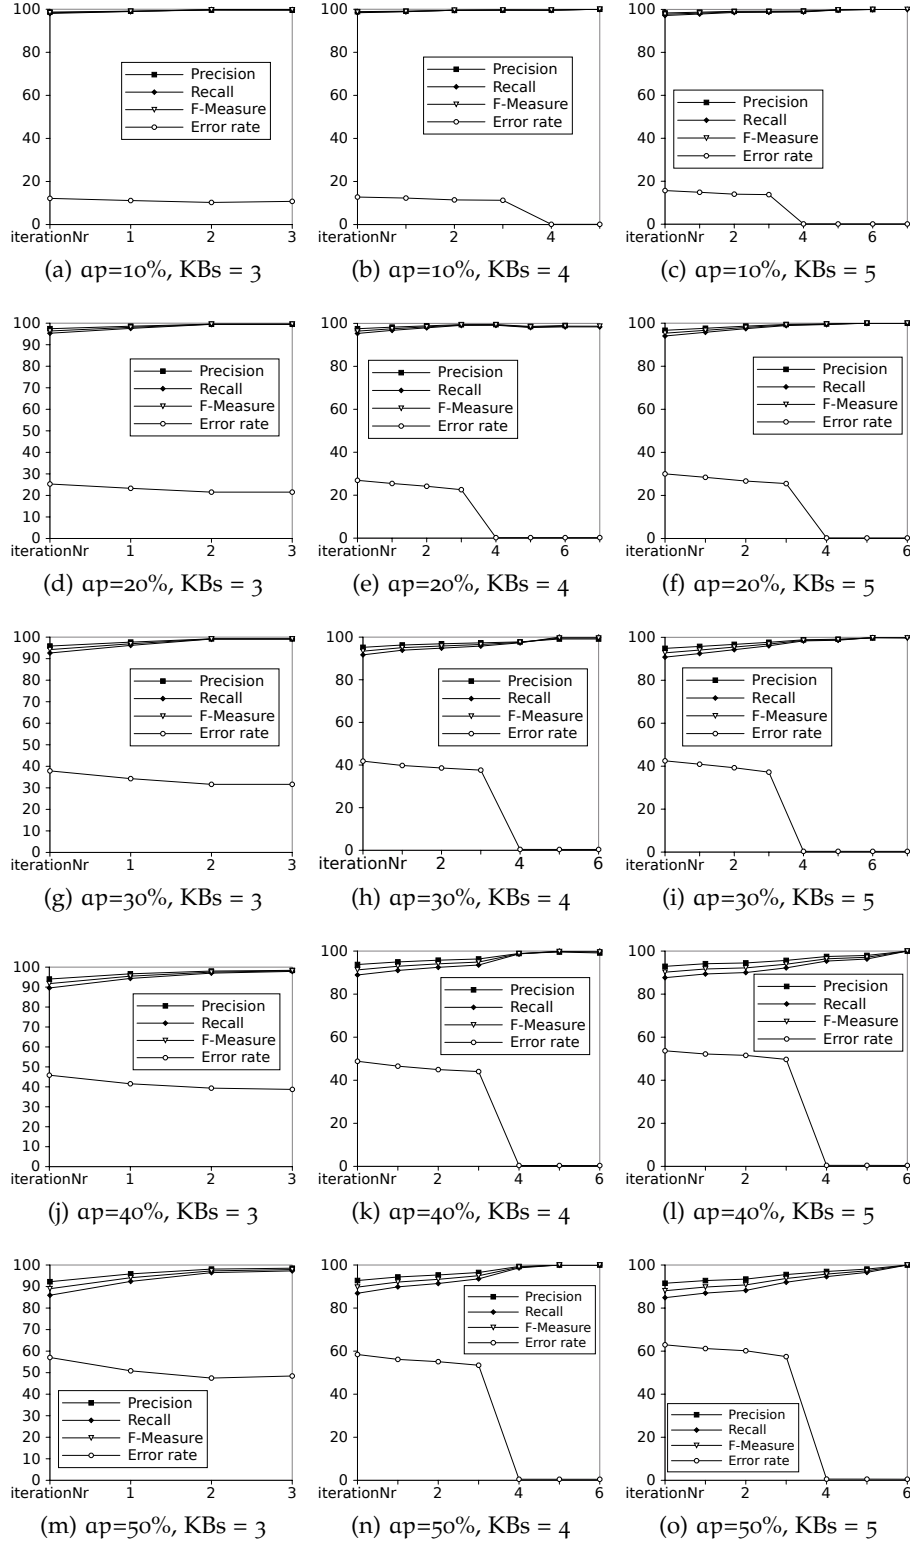 100
80
60
40
20
0
iterationNr 1 2 3
Precision
Recall
F-Measure
Error rate
(a) ap=10%, KBs = 3
100
80
60
40
20
0
iterationNr 2 4
Precision
Recall
F-Measure
Error rate
(b) ap=10%, KBs = 4
100
80
60
40
20
0
iterationNr 2 4 6
Precision
Recall
F-Measure
Error rate
(c) ap=10%, KBs = 5
100
90
80
70
60
50
40
30
20
10
0
iterationNr 1 2 3
Precision
Recall
F-Measure
Error rate
(d) ap=20%, KBs = 3
100
80
60
40
20
0
iterationNr 2 4 6
Precision
Recall
F-Measure
Error rate
(e) ap=20%, KBs = 4
100
80
60
40
20
0
iterationNr 2 4 6
Precision
Recall
F-Measure
Error rate
(f) ap=20%, KBs = 5
100
90
80
70
60
50
40
30
20
10
0
iterationNr 1 2 3
Precision
Recall
F-Measure
Error rate
(g) ap=30%, KBs = 3
100
80
60
40
20
0
iterationNr 2 4 6
Precision
Recall
F-Measure
Error rate
(h) ap=30%, KBs = 4
100
80
60
40
20
0
iterationNr 2 4 6
Precision
Recall
F-Measure
Error rate
(i) ap=30%, KBs = 5
100
90
80
70
60
50
40
30
20
10
0
iterationNr 1 2 3
Precision
Recall
F-Measure
Error rate
(j) ap=40%, KBs = 3
100
80
60
40
20
0
iterationNr 2 4 6
Precision
Recall
F-Measure
Error rate
(k) ap=40%, KBs = 4
100
80
60
40
20
0
iterationNr 2 4 6
Precision
Recall
F-Measure
Error rate
(l) ap=40%, KBs = 5
100
90
80
70
60
50
40
30
20
10
0
iterationNr 1 2 3
Precision
Recall
F-Measure
Error rate
(m) ap=50%, KBs = 3
100
80
60
40
20
0
iterationNr 2 4 6
Precision
Recall
F-Measure
Error rate
(n) ap=50%, KBs = 4
100
80
60
40
20
0
iterationNr 2 4 6
Precision
Recall
F-Measure
Error rate
(o) ap=50%, KBs = 5